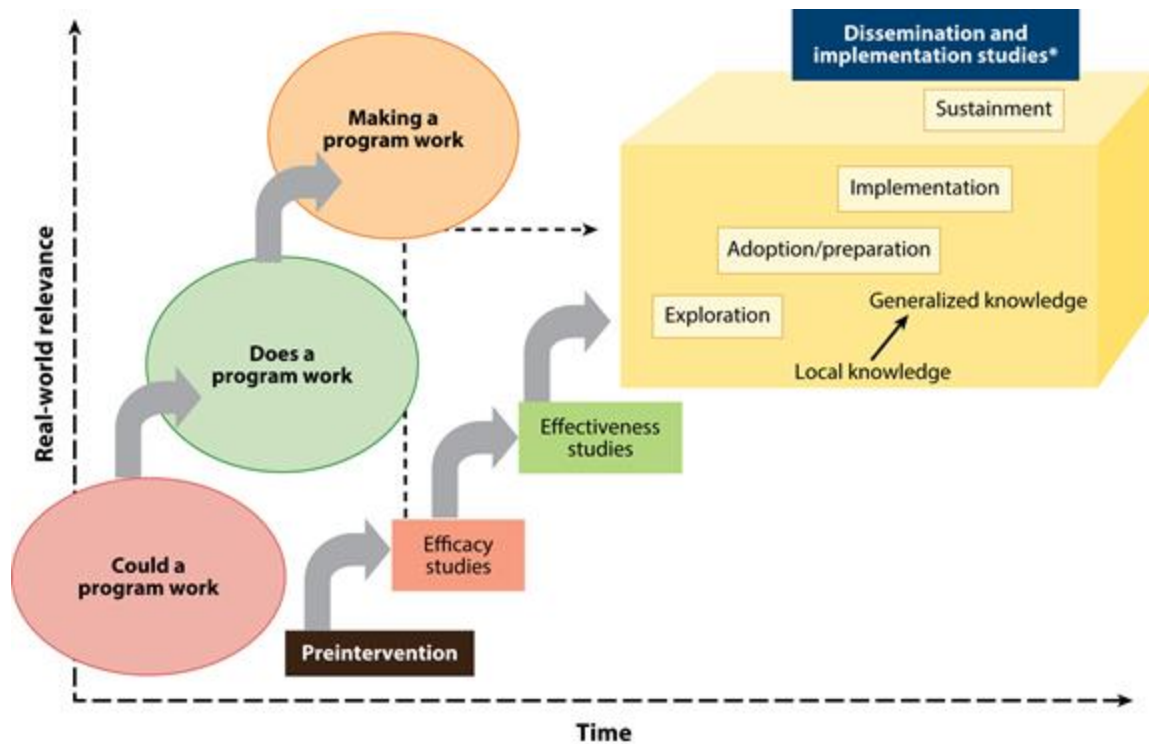 Dissemination and
implementation studies*
Sustainment
Making a
program work
Implementation
Adoption/preparation
Generalized knowledge
Exploration
Local knowledge
Does a
program work
Effectiveness
studies
Could a
program work
Efficacy
studies
Preintervention
Real-world relevance
Time